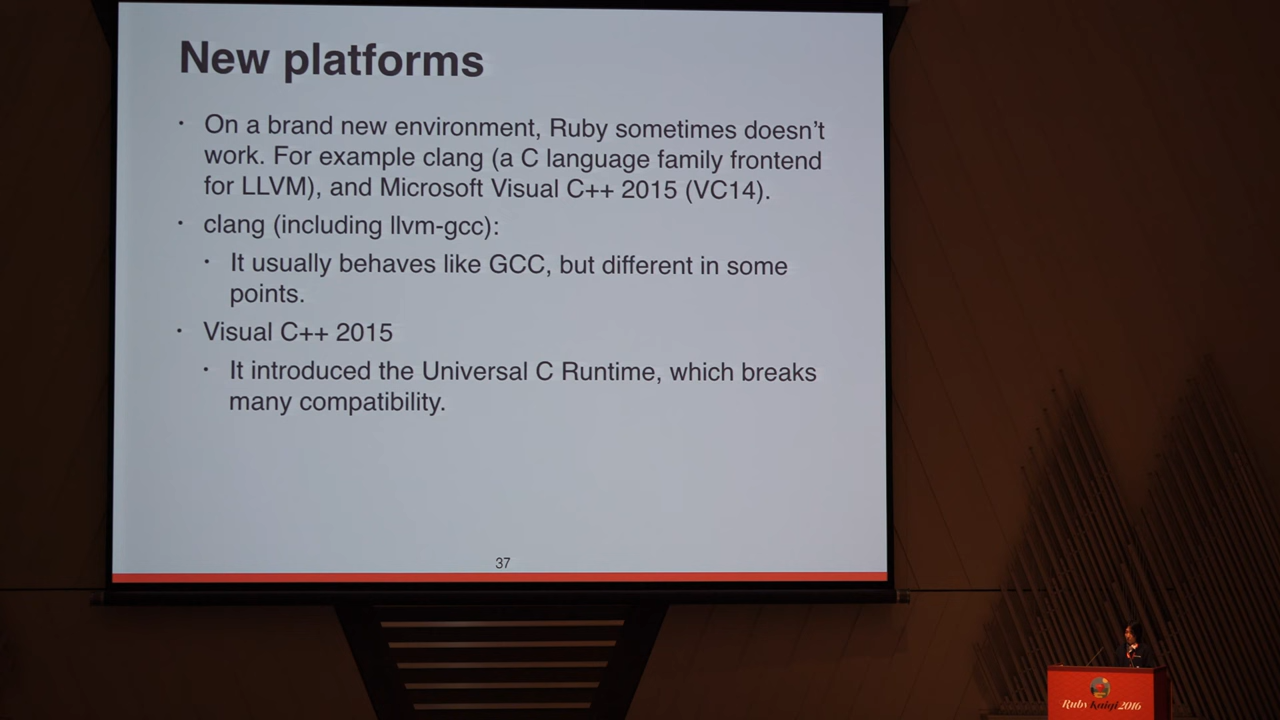 New platforms
• On a brand new environment, Ruby sometimes doesn't
work. For example clang (a C language family frontend
for LLVM), and Microsoft Visual C++ 2015 (VC14).
• clang (including llvm-gcc):
• It usually behaves like GCC, but different in some
points.
• Visual C++ 2015
• It introduced the Universal C Runtime, which breaks
many compatibility.
37
Ruby Kaigi 2016